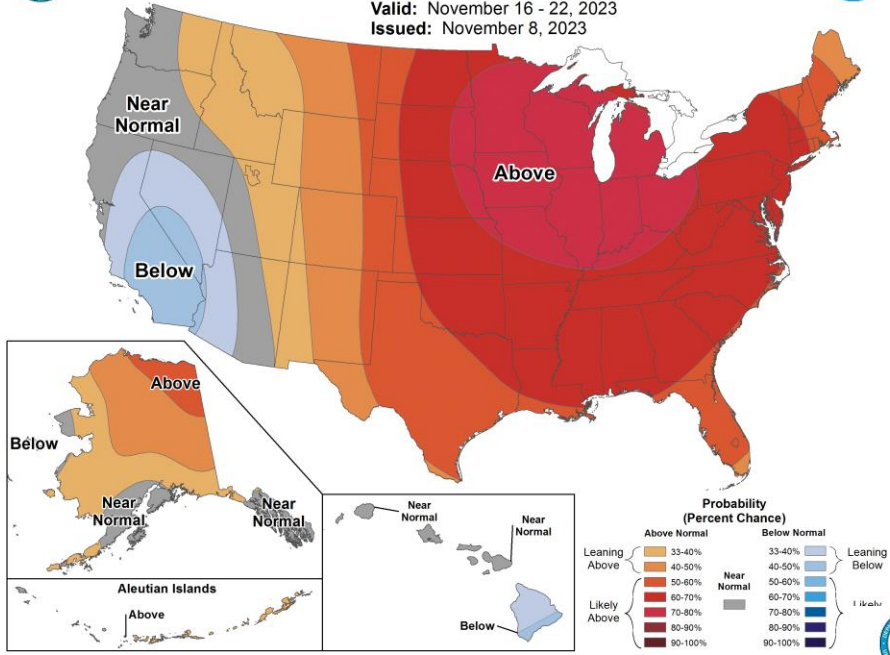 Valid: November 16 - 22, 2023
Issued: November 8, 2023
Near
Normal
Above
Below
Above
Below
Near
Normal
Near
Normal
Aleutian Islands
Above
Near
Normal
Near
Normal
Below
Probability
(Percent Chance)
Above Normal
Below Normal
Leaning
Above
33-40%
40-50%
Likely
Above
50-60%
60-70%
70-80%
80-90%
90-100%
Near
Normal
33-40%
40-50%
50-60%
60-70%
70-80%
80-90%
90-100%
Leaning
Below